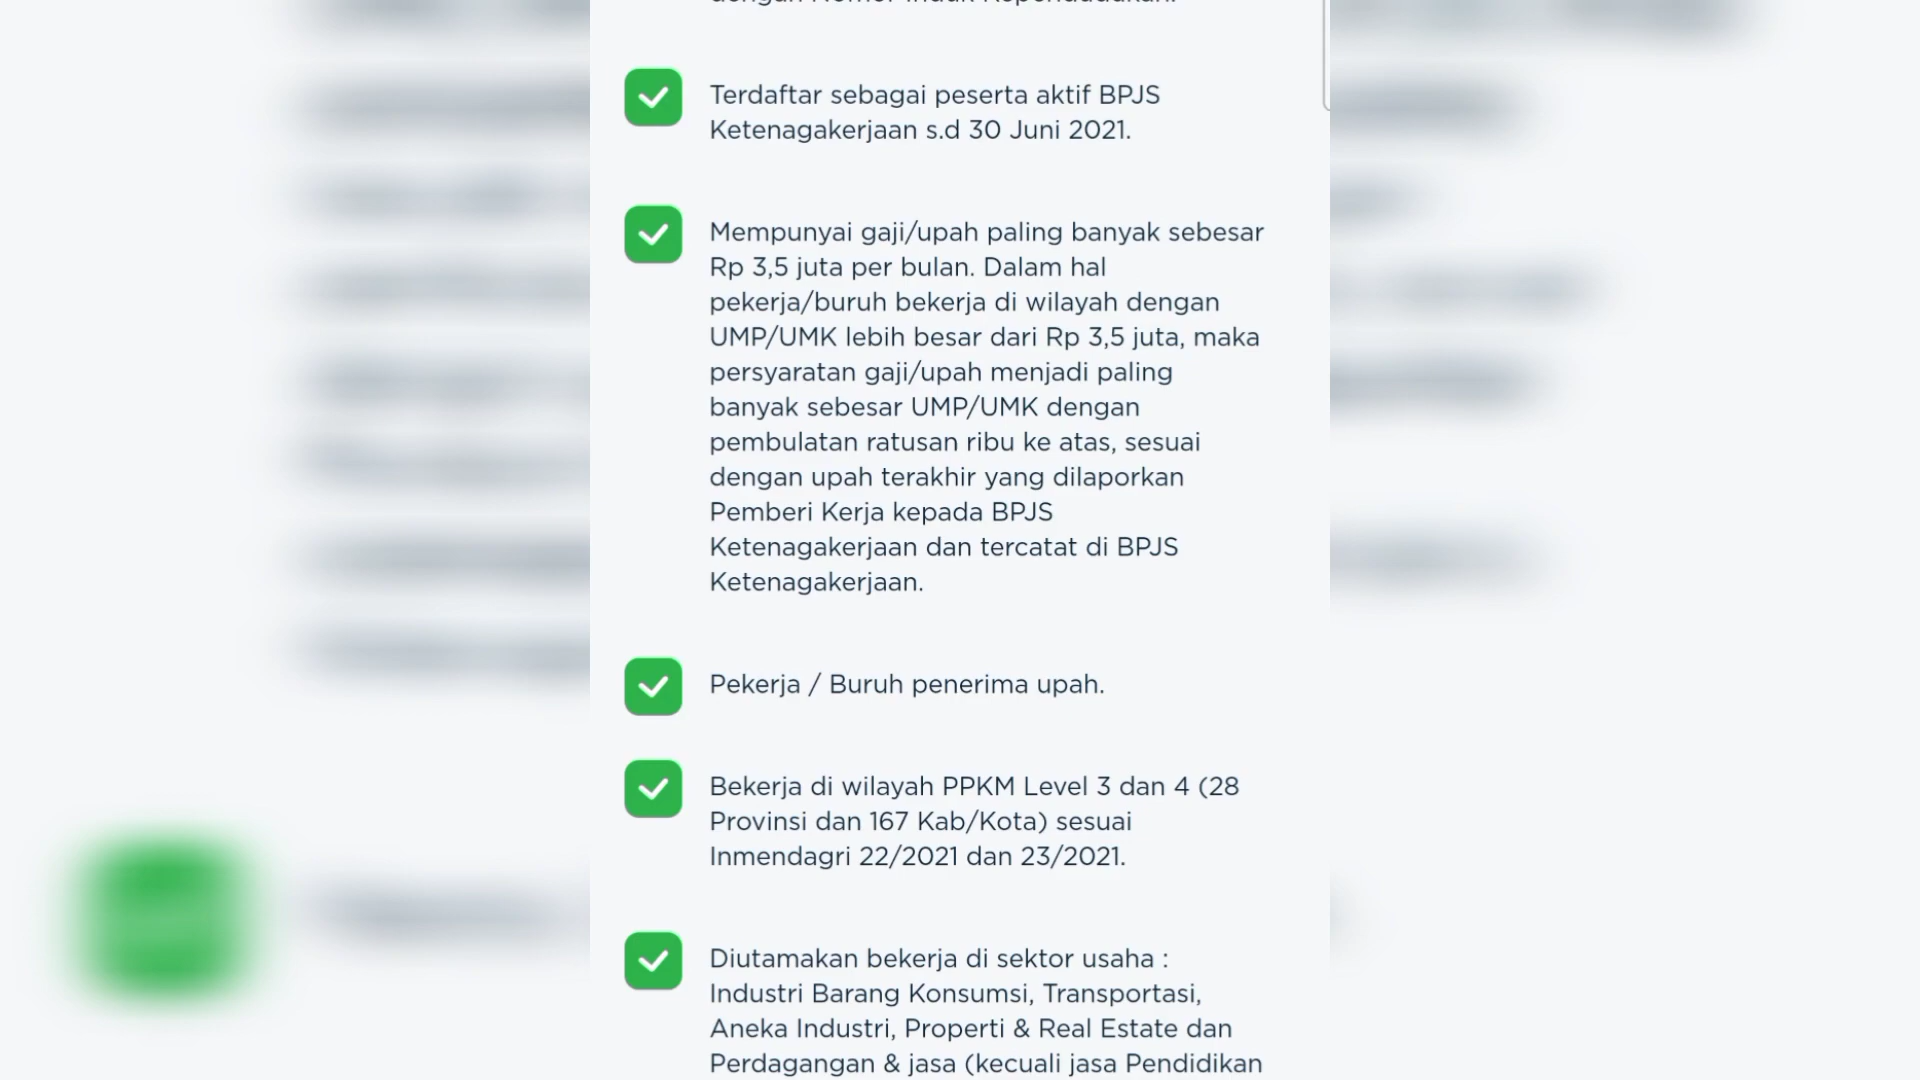 dengan Nomor Induk Kependudukan.
Terdaftar sebagai peserta aktif BPJS
Ketenagakerjaan s.d 30 Juni 2021.
Mempunyai gaji/upah paling banyak sebesar
Rp 3,5 juta per bulan. Dalam hal
pekerja/buruh bekerja di wilayah dengan
UMP/UMK lebih besar dari Rp 3,5 juta, maka
persyaratan gaji/upah menjadi paling
banyak sebesar UMP/UMK dengan
pembulatan ratusan ribu ke atas, sesuai
dengan upah terakhir yang dilaporkan
Pemberi Kerja kepada BPJS
Ketenagakerjaan dan tercatat di BPJS
Ketenagakerjaan.
Pekerja / Buruh penerima upah.
Bekerja di wilayah PPKM Level 3 dan 4 (28
Provinsi dan 167 Kab/Kota) sesuai
Inmendagri 22/2021 dan 23/2021.
Diutamakan bekerja di sektor usaha :
Industri Barang Konsumsi, Transportasi,
Aneka Industri, Properti & Real Estate dan
Perdagangan & jasa (kecuali jasa Pendidikan